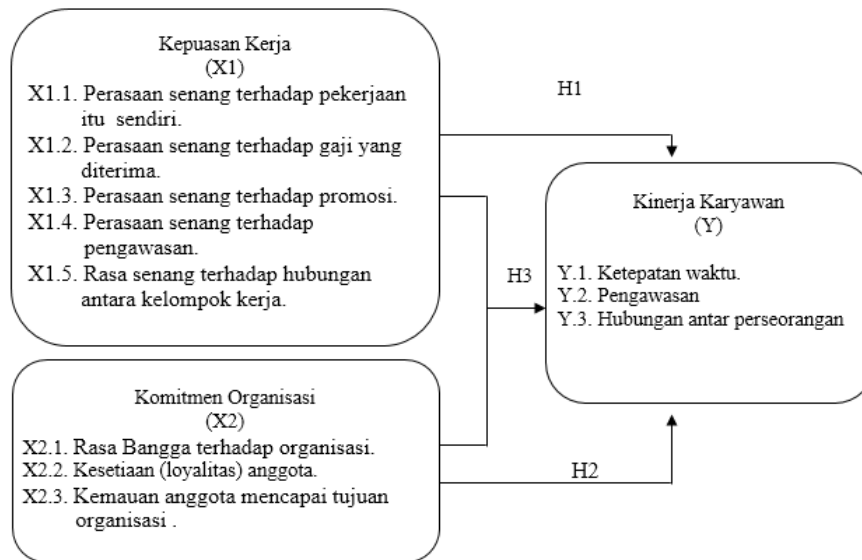 Kepuasan Kerja
(X1)
X1.1. Perasaan senang terhadap pekerjaan
itu sendiri.
X1.2. Perasaan senang terhadap gaji yang
diterima.
X1.3. Perasaan senang terhadap promosi.
X1.4. Perasaan senang terhadap
pengawasan.
X1.5. Rasa senang terhadap hubungan
antara kelompok kerja.
H1
Kinerja Karyawan
(Y)
Y.1. Ketepatan waktu.
Y.2. Pengawasan
Y.3. Hubungan antar perseorangan
H3
Komitmen Organisasi
(X2)
X2.1. Rasa Bangga terhadap organisasi.
X2.2. Kesetiaan (loyalitas) anggota.
X2.3. Kemauan anggota mencapai tujuan
organisasi .
H2